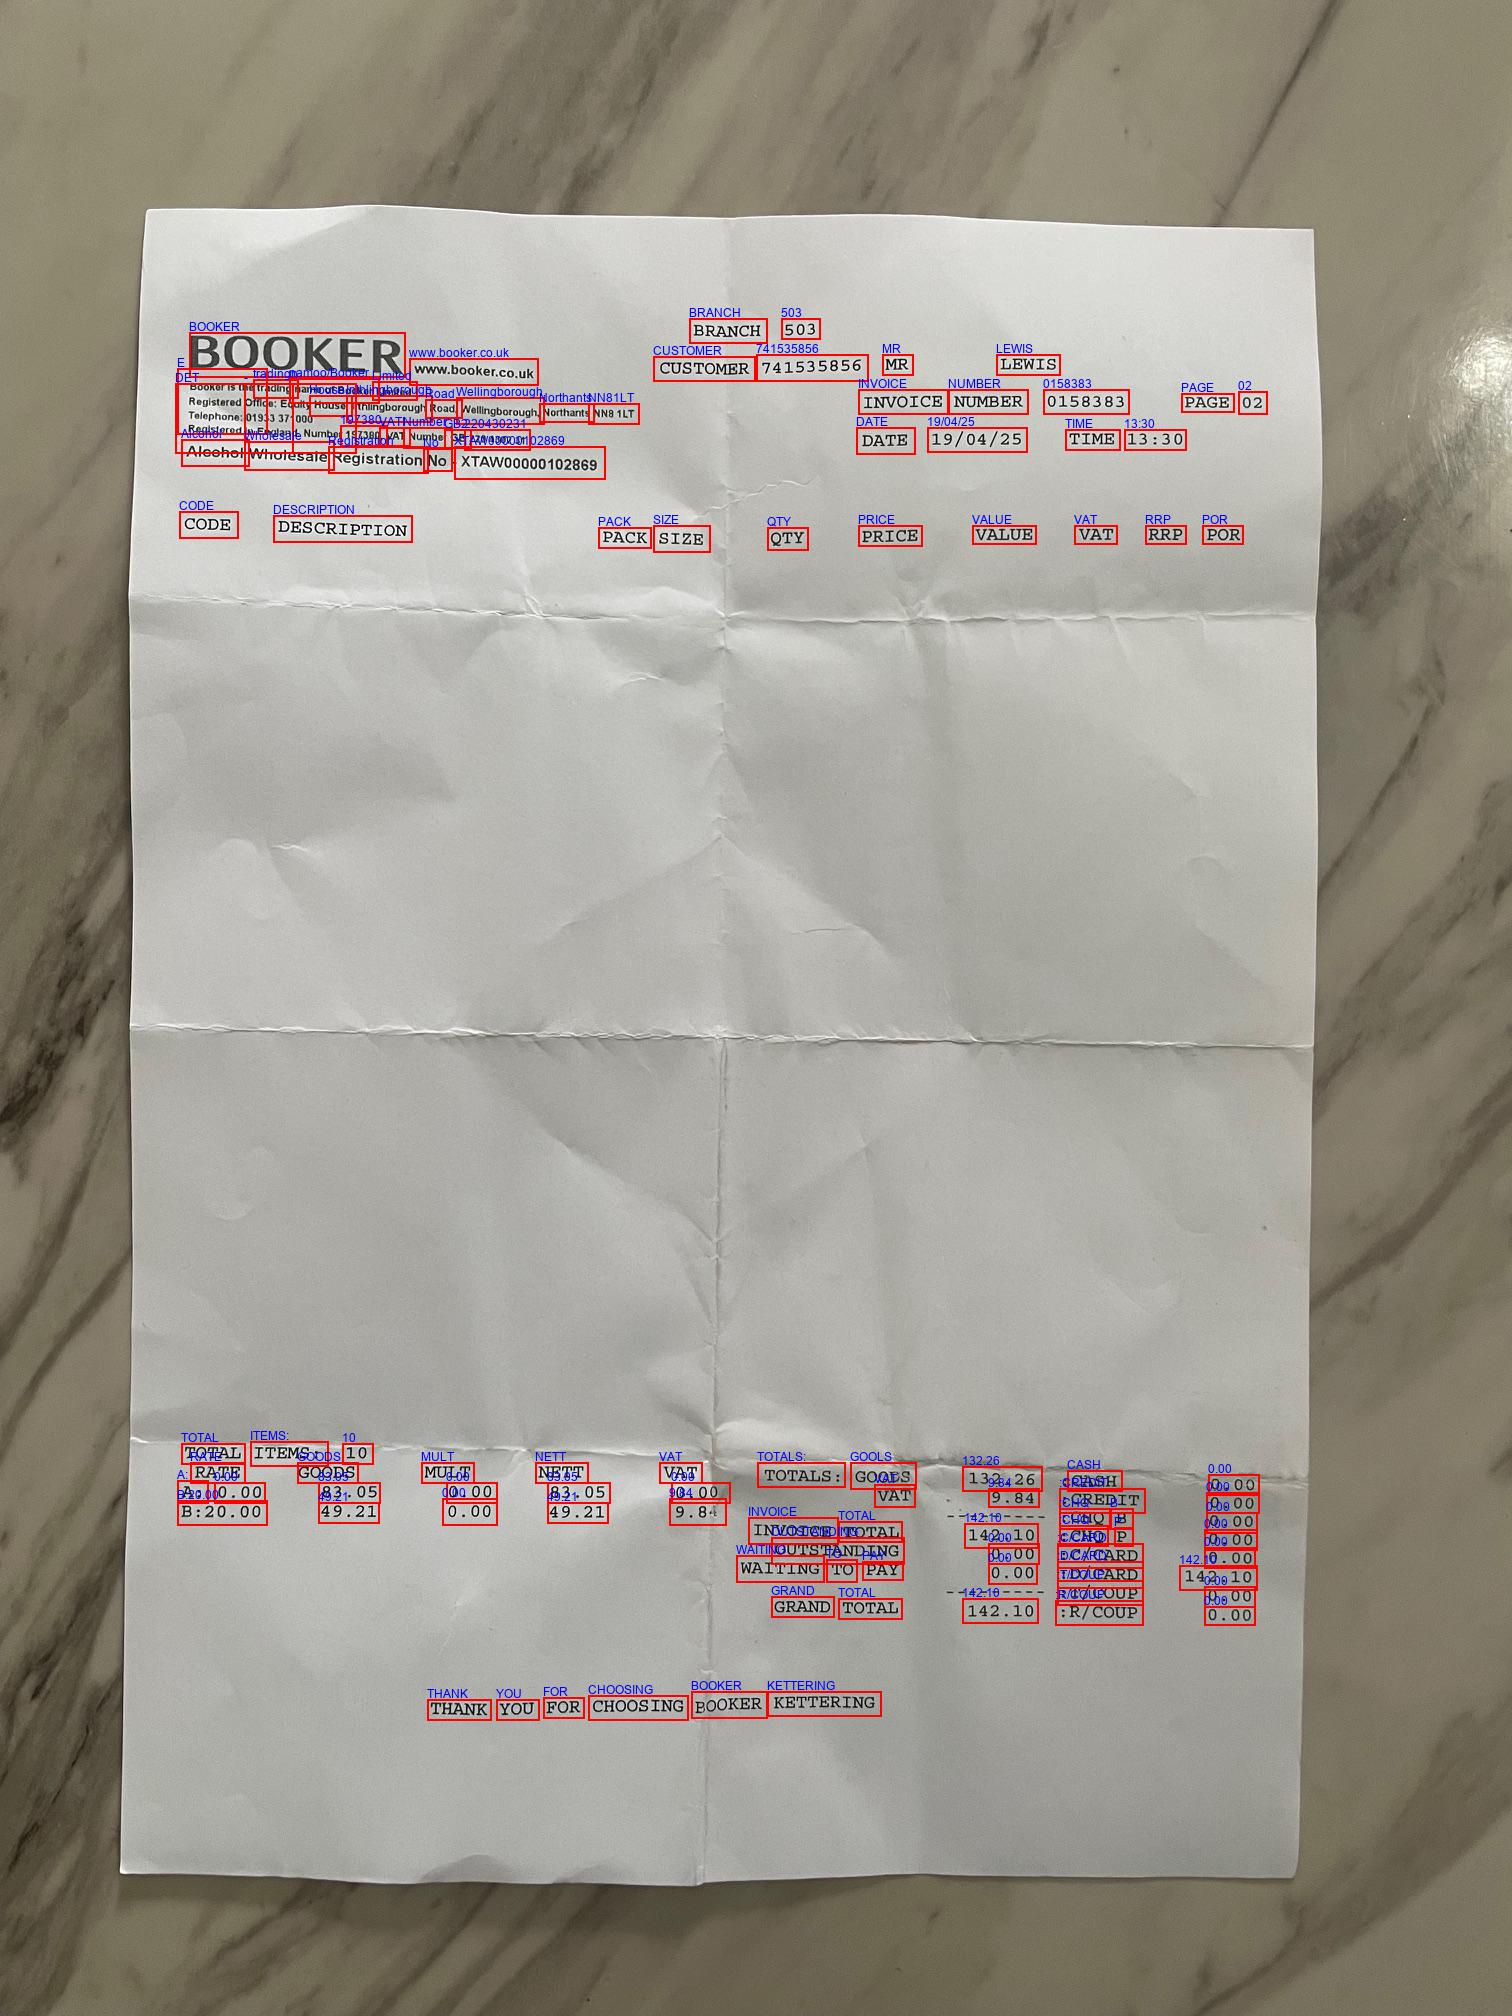 BRANCH 503
BOOKER www.booker.co.uk CUSTOMER 741535856 MR LEWIS
Booker is the trading name of Booker Limited
INVOICE NUMBER 0158383 PAGE 02
Registered Office: Equity House Irthlingborough Road, Wellingborough, Northants NN8 1LT
Telephone: 01933 371000
DATE 19/04/25 TIME 13:30
Registered in England, Number 197380 VAT Number
Alcohol Wholesale Registration No XTAW00000102869
CODE DESCRIPTION PACK SIZE QTY PRICE VALUE VAT RRP POR
TOTAL ITEMS: 10
RATE GOODS MULT NETT VAT TOTALS: GOODS 132.26 :CASH 0.00
A: 0.00 83.05 0.00 83.05 0.00 VAT 9.84 :CREDIT 0.00
B:20.00 49.21 0.00 49.21 9.84 --------- :CHQ B 0.00
INVOICE TOTAL 142.10 :CHQ P 0.00
OUTSTANDING 0.00 :C/CARD 0.00
WAITING TO PAY 0.00 :D/CARD 142.10
--------- :T/COUP 0.00
GRAND TOTAL 142.10 :R/COUP 0.00
THANK YOU FOR CHOOSING BOOKER KETTERING